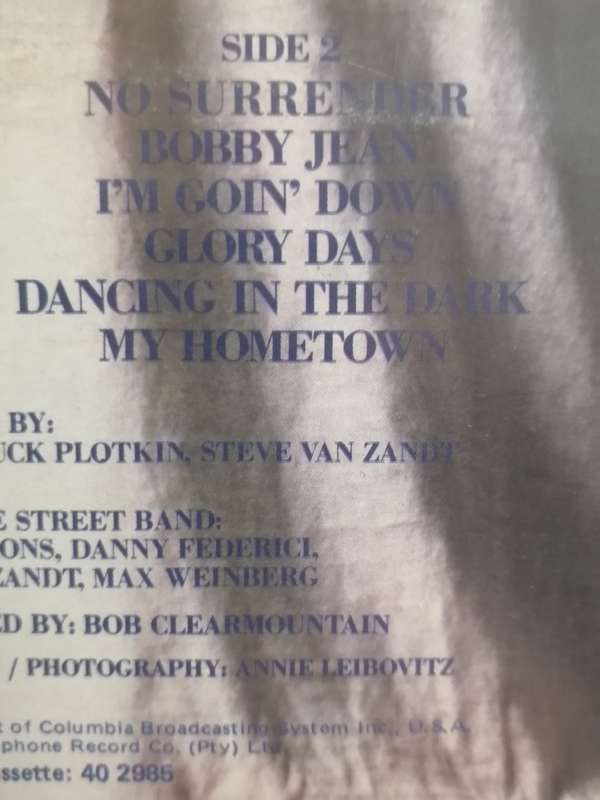 SIDE 2
NO SURRENDER
BOBBY JEAN
I'M GOIN' DOWN
GLORY DAYS
DANCING IN THE DARK
MY HOMETOWN
BY:
UCK PLOTKIN, STEVE VAN ZANDT
E STREET BAND:
ONS, DANNY FEDERICI,
ZANDT, MAX WEINBERG
ED BY: BOB CLEARMOUNTAIN
/ PHOTOGRAPHY: ANNIE LEIBOVITZ
of Columbia Broadcasting System Inc., U.S.A.
phone Record Co. (Pty) Ltd.
ssette: 40 2985